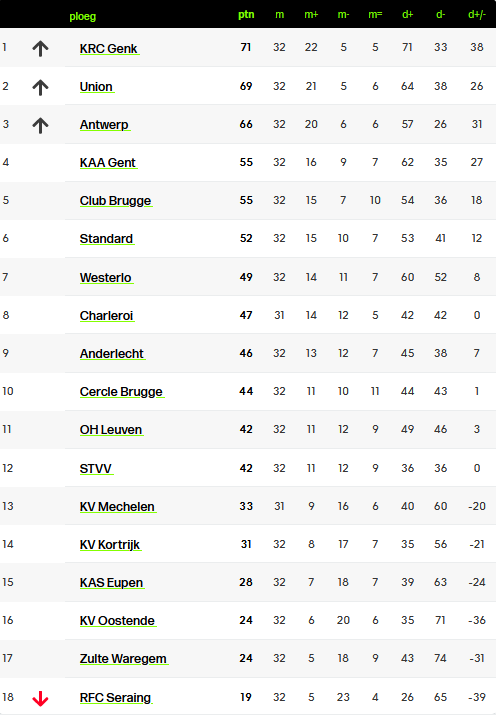 ploeg ptn m m+ m- m= d+ d- d+/-
1 KRC Genk 71 32 22 5 5 71 33 38
2 Union 69 32 21 5 6 64 38 26
3 Antwerp 66 32 20 6 6 57 26 31
4 KAA Gent 55 32 16 9 7 62 35 27
5 Club Brugge 55 32 15 7 10 54 36 18
6 Standard 52 32 15 10 7 53 41 12
7 Westerlo 49 32 14 11 7 60 52 8
8 Charleroi 47 31 14 12 5 42 42 0
9 Anderlecht 46 32 13 12 7 45 38 7
10 Cercle Brugge 44 32 11 10 11 44 43 1
11 OH Leuven 42 32 11 12 9 49 46 3
12 STVV 42 32 11 12 9 36 36 0
13 KV Mechelen 33 31 9 16 6 40 60 -20
14 KV Kortrijk 31 32 8 17 7 35 56 -21
15 KAS Eupen 28 32 7 18 7 39 63 -24
16 KV Oostende 24 32 6 20 6 35 71 -36
17 Zulte Waregem 24 32 5 18 9 43 74 -31
18 RFC Seraing 19 32 5 23 4 26 65 -39